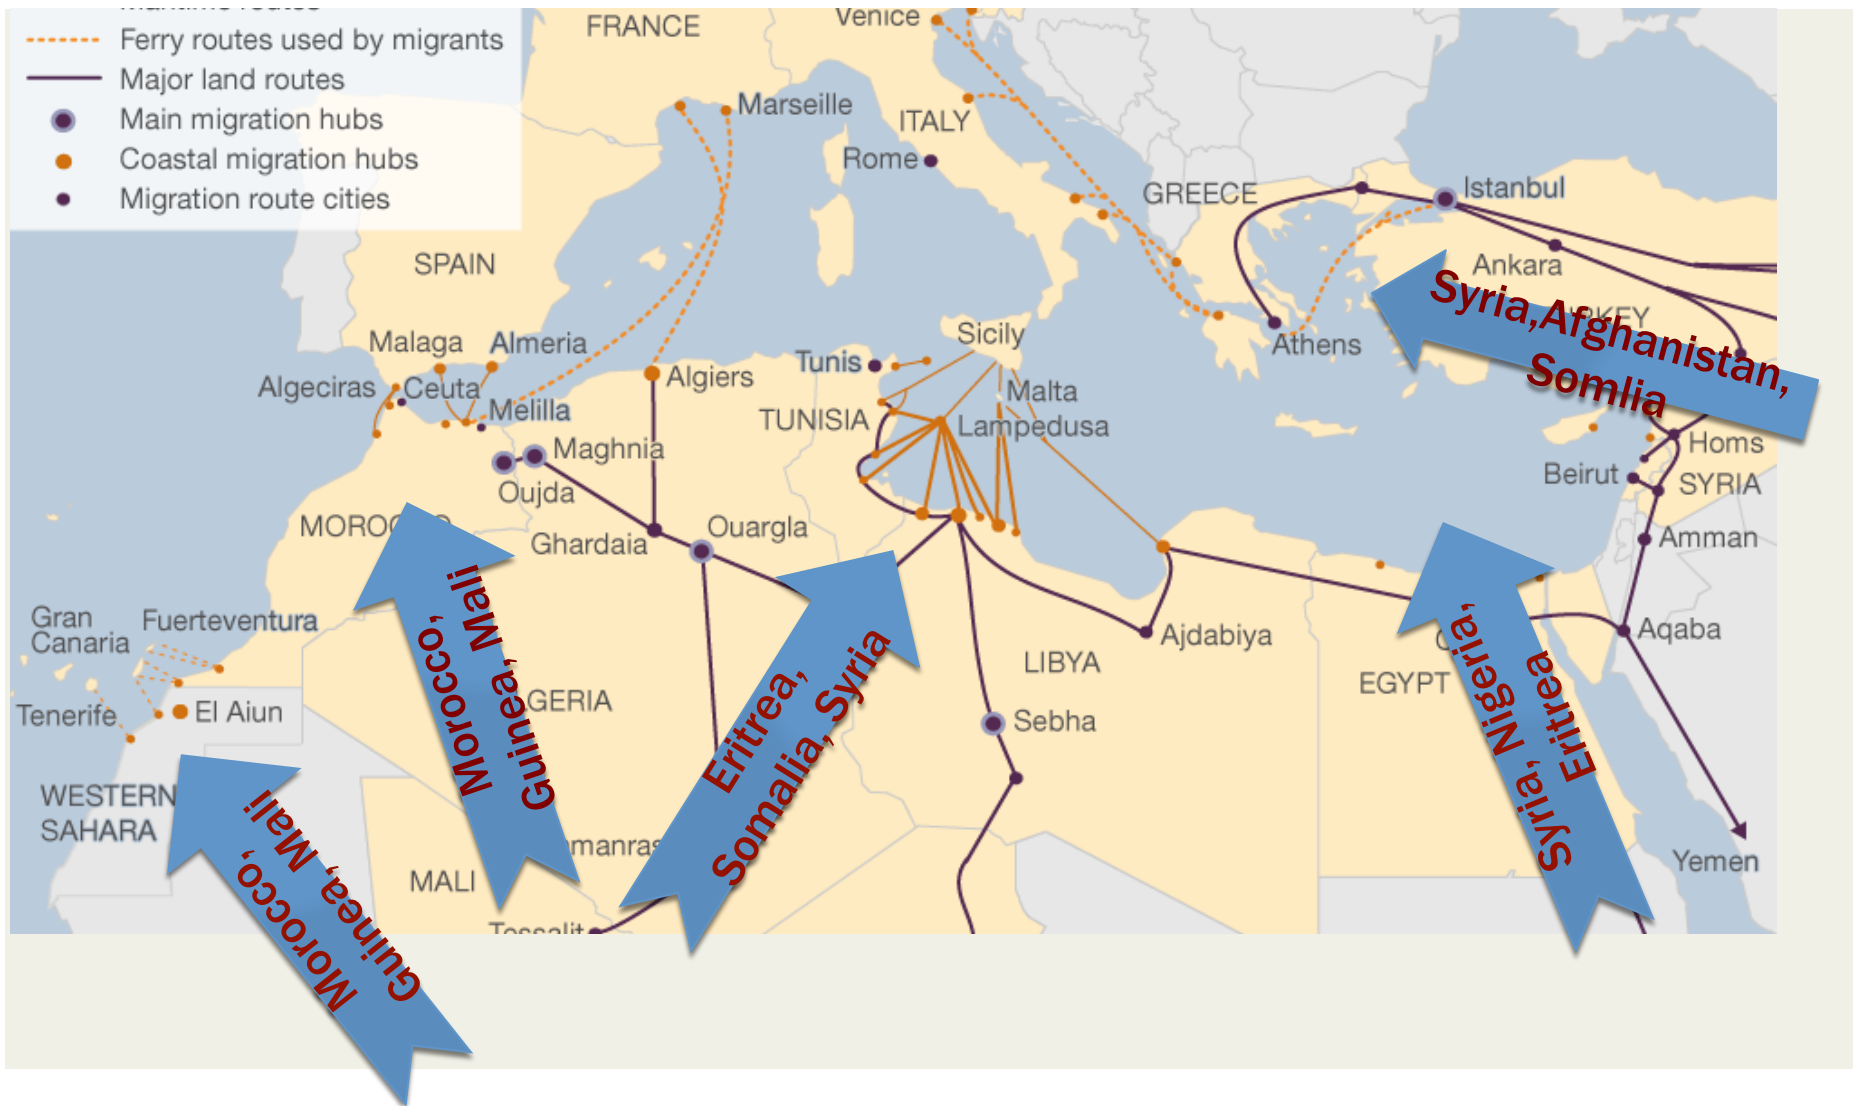 Ferry routes used by migrants
Major land routes
Main migration hubs
Coastal migration hubs
Migration route cities
FRANCE
Venice
Marseille
ITALY
Rome
GREECE
Istanbul
SPAIN
Ankara
Syria,Afghanistan,
Somlia
Malaga
Almeria
Sicily
Athens
Tunis
Algiers
Algeciras
Ceuta
Malta
Melilla
TUNISIA
Lampedusa
Maghnia
Homs
Oujda
Beirut
SYRIA
Ouargla
Ghardaia
Amman
Gran
Canaria
Fuerteventura
Morocco,
Guinea, Mali
Eritrea,
Somalia, Syria
Ajdabiya
LIBYA
Aqaba
EGYPT
Syria, Nigeria,
Eritrea
Tenerife
El Aiun
GERIA
Sebha
WESTERN
SAHARA
Morocco,
Guinea, Mali
MALI
manras
Yemen
Tessalit